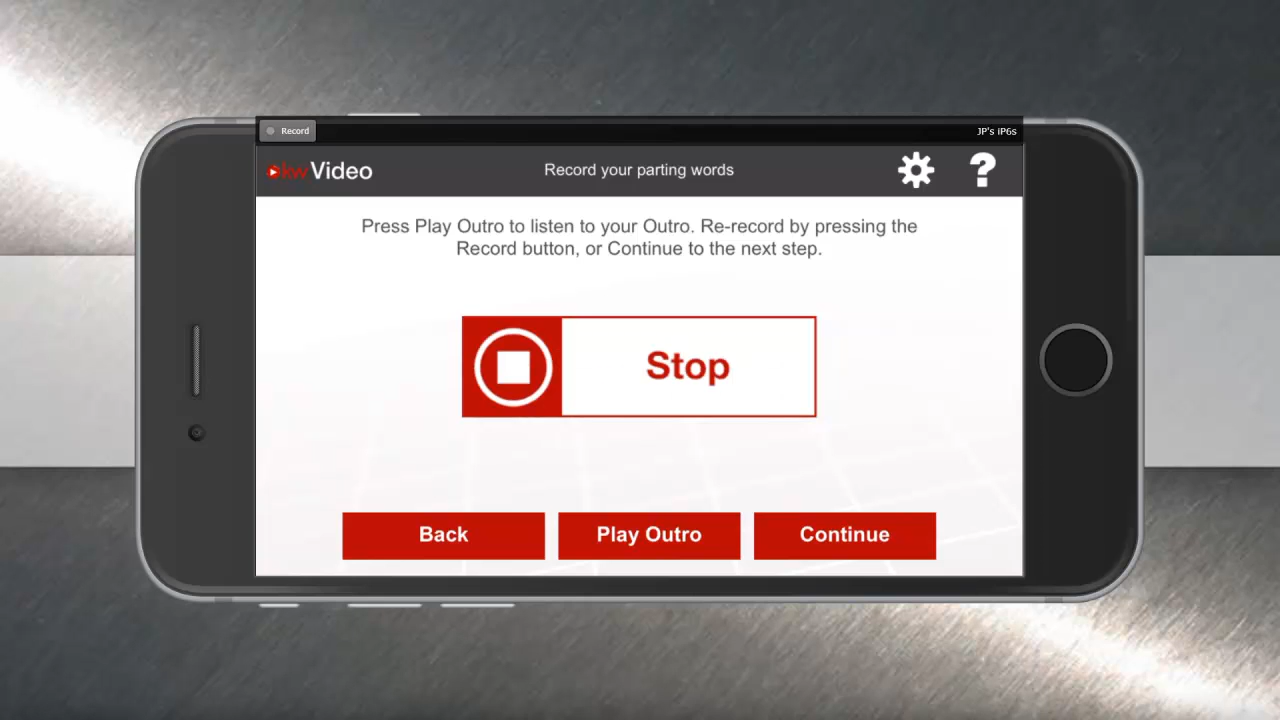 Record
JP's iP6s
kwVideo
Record your parting words
?
Press Play Outro to listen to your Outro. Re-record by pressing the
Record button, or Continue to the next step.
Stop
Back
Play Outro
Continue